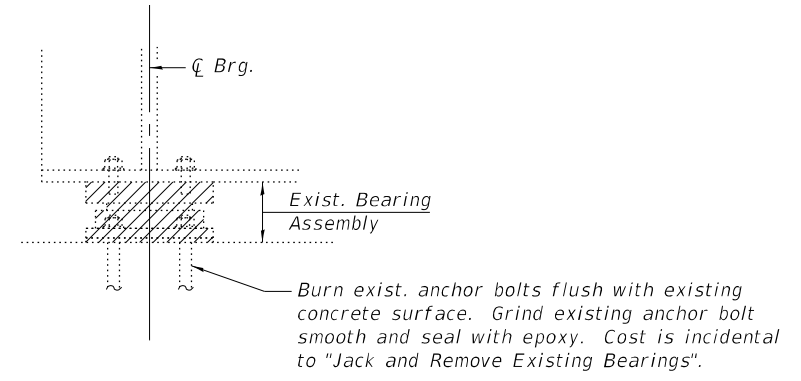 ℄ Brg.
Exist. Bearing
Assembly
Burn exist. anchor bolts flush with existing
concrete surface. Grind existing anchor bolt
smooth and seal with epoxy. Cost is incidental
to "Jack and Remove Existing Bearings".